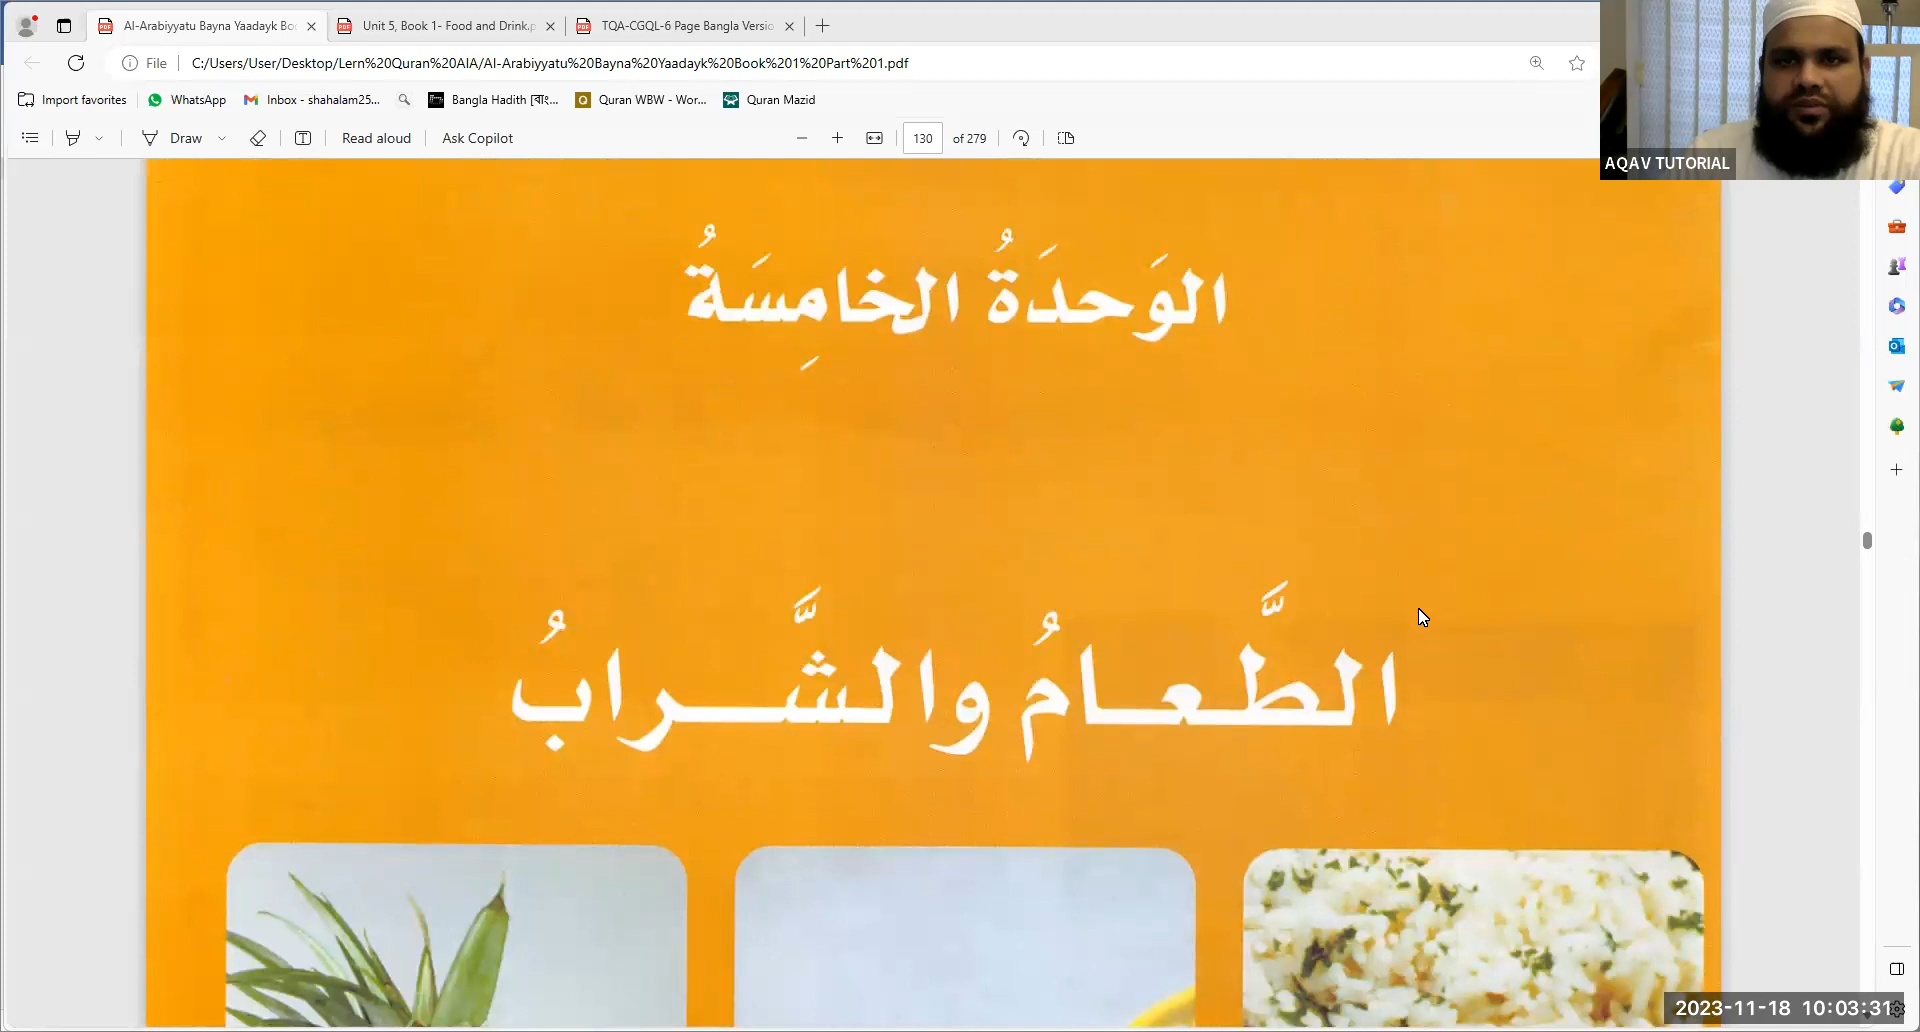 Al-Arabiyyatu Bayna Yaadayk Boo
Unit 5, Book 1- Food and Drink.p
TQA-CGQL-6 Page Bangla Versio
File
C:/Users/User/Desktop/Lern%20Quran%20AIA/Al-Arabiyyatu%20Bayna%20Yaadayk%20Book%201%20Part%201.pdf
Import favorites
WhatsApp
Inbox - shahalam25...
Bangla Hadith [বাং...
Quran WBW - Wor...
Quran Mazid
Draw
Read aloud
Ask Copilot
130
of 279
AQAV TUTORIAL
الوَحدَةُ الخامِسَةُ
الطَّعامُ والشَّرابُ
2023-11-18 10:03:31